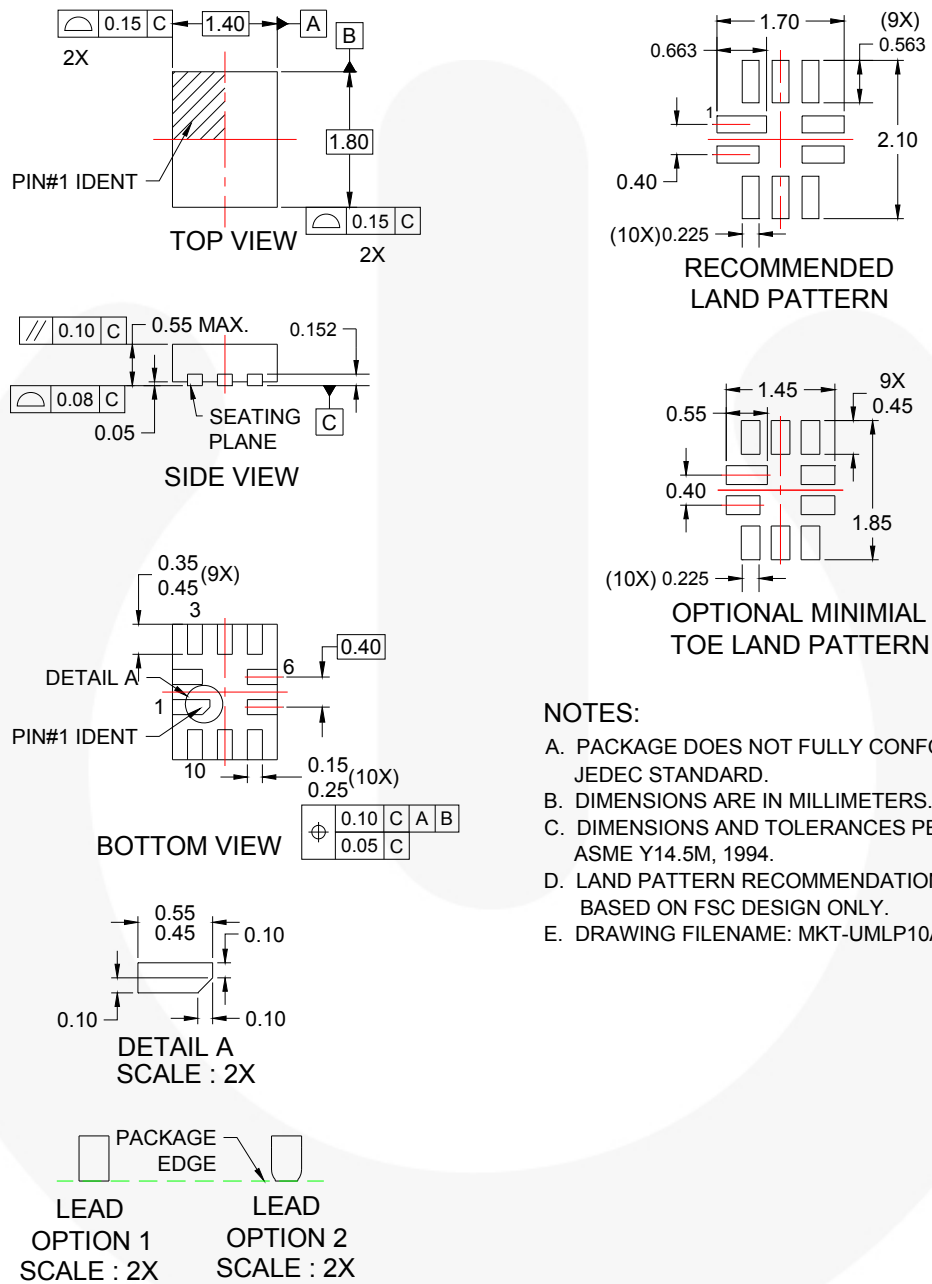 0.15 C
2X
1.40
A
B
1.80
PIN#1 IDENT
0.15 C
2X
TOP VIEW
1.70
(9X)
0.663
0.563
1
2.10
0.40
(10X) 0.225
RECOMMENDED
LAND PATTERN
// 0.10 C
0.55 MAX.
0.152
0.08 C
0.05
SEATING
PLANE
C
SIDE VIEW
1.45
9X
0.55
0.45
0.40
1.85
(10X) 0.225
OPTIONAL MINIMIAL
TOE LAND PATTERN
0.35
0.45 (9X)
3
0.40
DETAIL A
6
1
PIN#1 IDENT
10
0.15
0.25 (10X)
0.10 C A B
0.05 C
BOTTOM VIEW
NOTES:
A. PACKAGE DOES NOT FULLY CONFO
JEDEC STANDARD.
B. DIMENSIONS ARE IN MILLIMETERS.
C. DIMENSIONS AND TOLERANCES PE
ASME Y14.5M, 1994.
D. LAND PATTERN RECOMMENDATION
BASED ON FSC DESIGN ONLY.
E. DRAWING FILENAME: MKT-UMLP10A
0.55
0.45
0.10
0.10
0.10
DETAIL A
SCALE : 2X
PACKAGE
EDGE
LEAD
OPTION 1
SCALE : 2X
LEAD
OPTION 2
SCALE : 2X